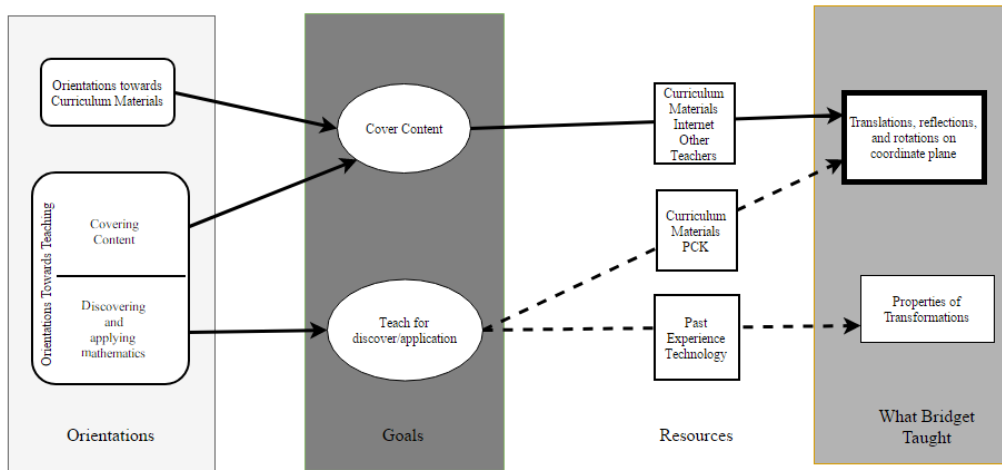 Orientations towards
Curriculum Materials
Orientations Towards Teaching
Covering
Content
Discovering
and
applying
mathematics
Orientations
Cover Content
Teach for
discover/application
Goals
Curriculum
Materials
Internet
Other
Teachers
Curriculum
Materials
PCK
Past
Experience
Technology
Resources
Translations, reflections,
and rotations on
coordinate plane
Properties of
Transformations
What Bridget
Taught